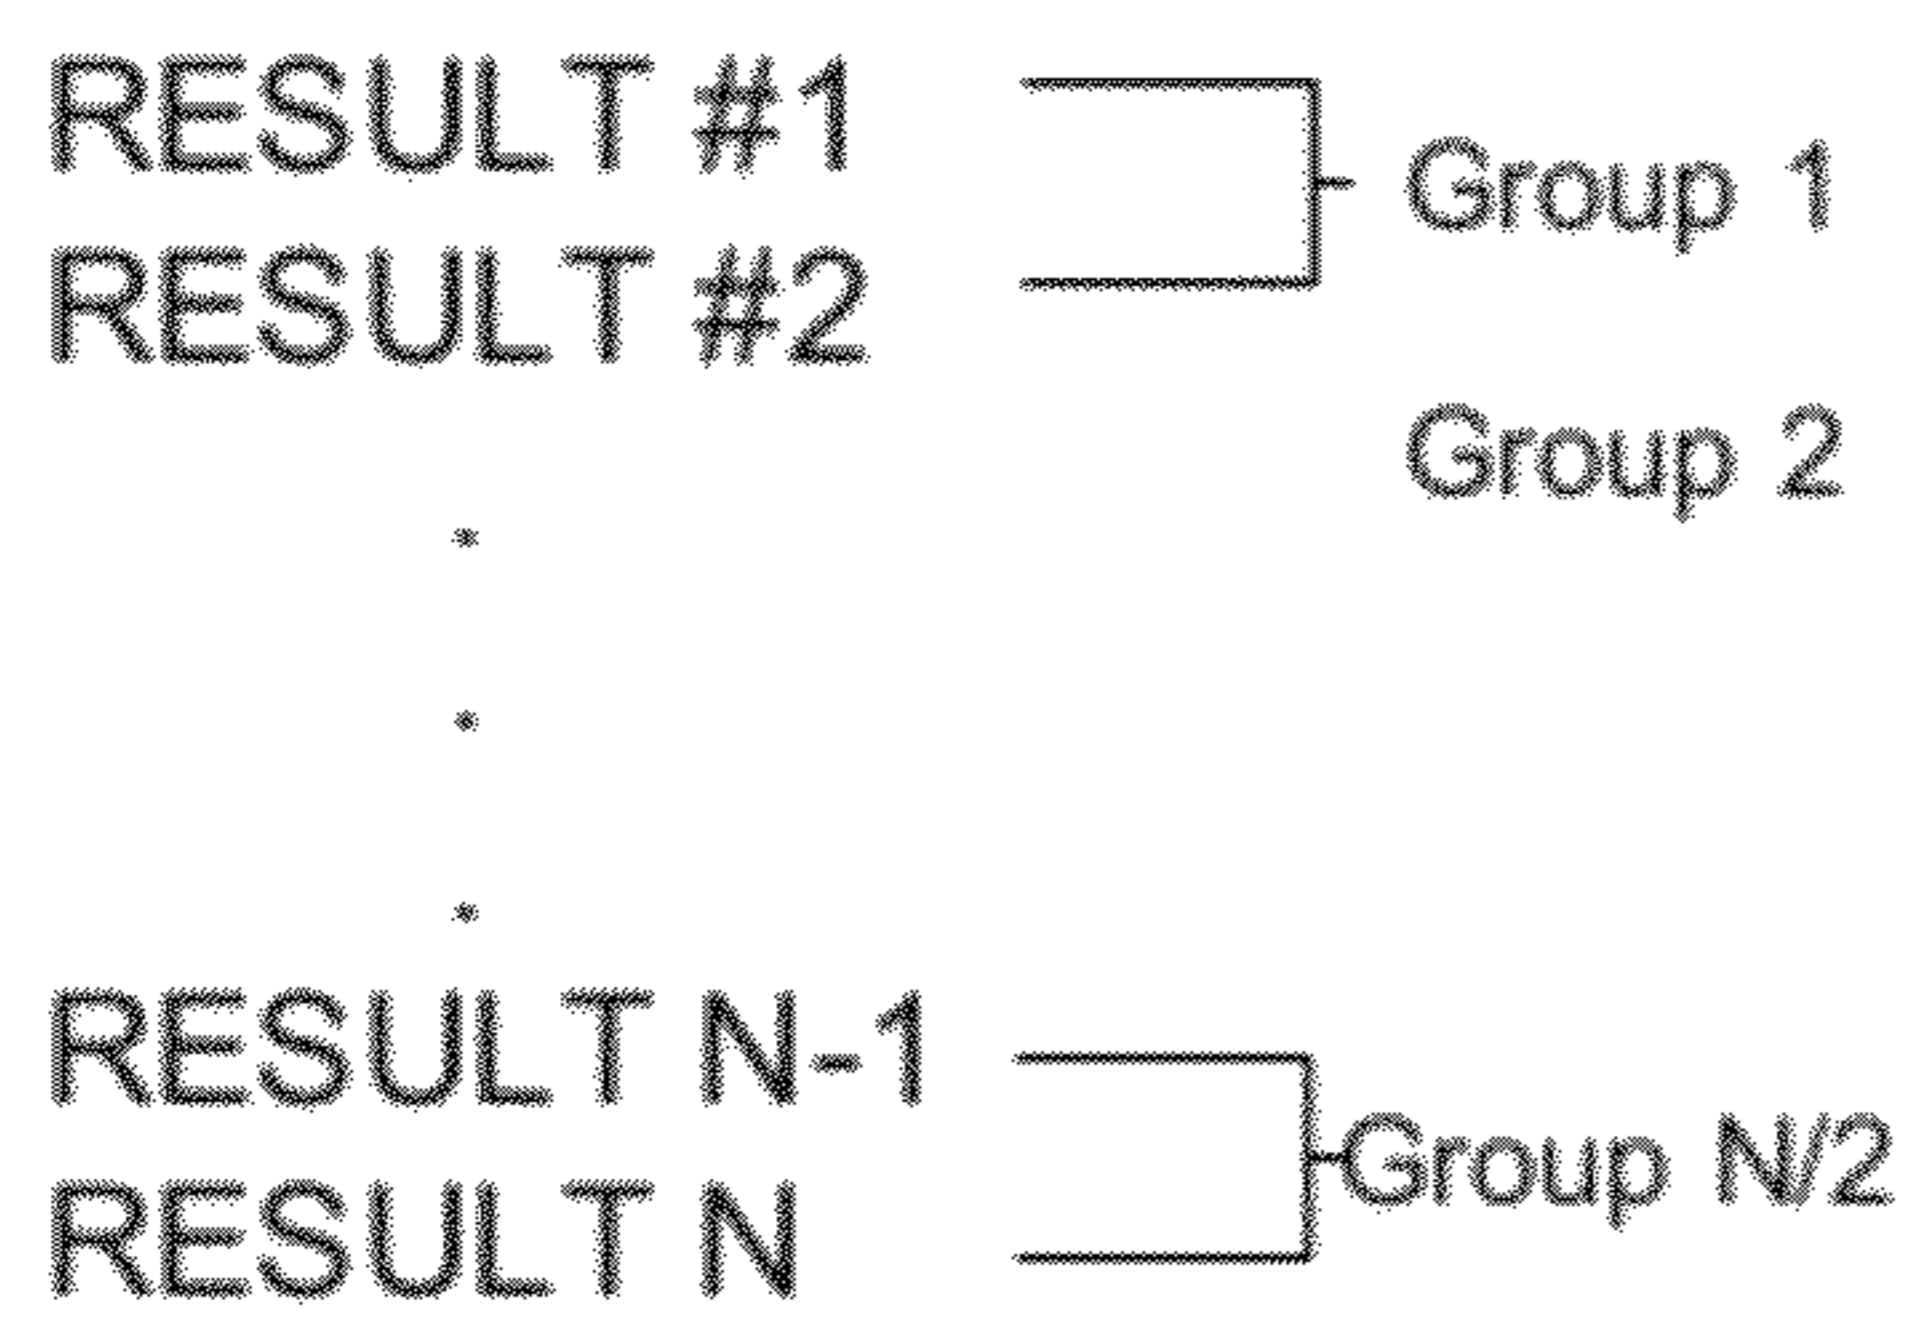 RESULT #1
Group 1
RESULT #2
Group 2
RESULT N-1
Group N/2
RESULT N